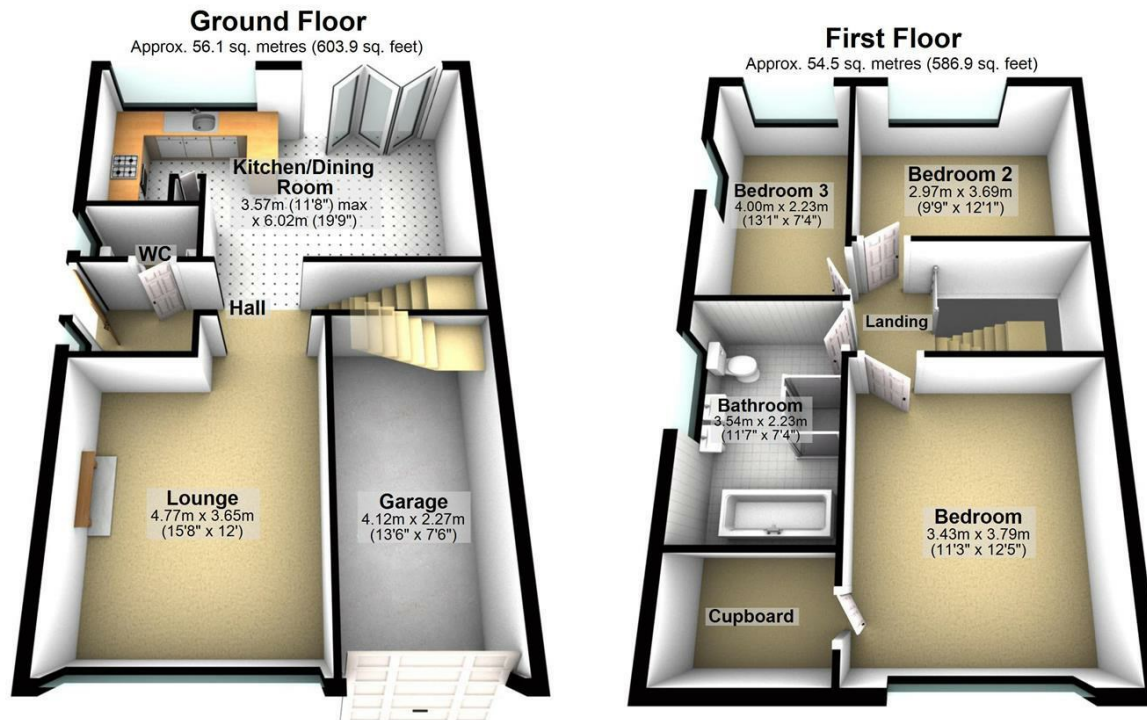 Ground Floor
Approx. 56.1 sq. metres (603.9 sq. feet)
Kitchen/Dining
Room
3.57m (11'8") max
x 6.02m (19'9")
WC
Hall
Lounge
4.77m x 3.65m
(15'8" x 12')
Garage
4.12m x 2.27m
(13'6" x 7'6")
First Floor
Approx. 54.5 sq. metres (586.9 sq. feet)
Bedroom 3
4.00m x 2.23m
(13'1" x 7'4")
Bedroom 2
2.97m x 3.69m
(9'9" x 12'1")
Landing
Bathroom
3.54m x 2.23m
(11'7" x 7'4")
Bedroom
3.43m x 3.79m
(11'3" x 12'5")
Cupboard